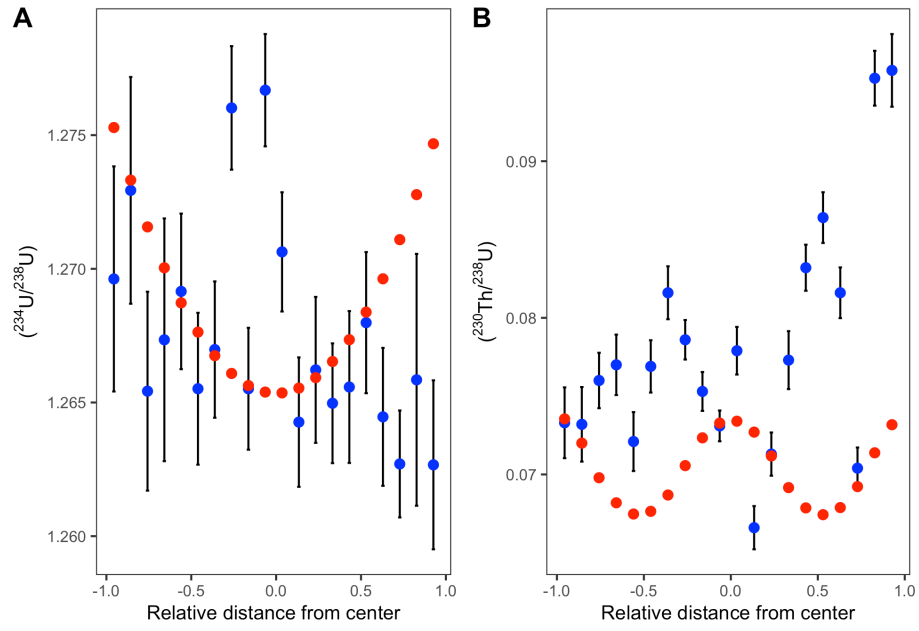 A
B
1.275
1.270
1.265
1.260
(²³⁴U/²³⁸U)
-1.0 -0.5 0.0 0.5 1.0
Relative distance from center
0.09
0.08
0.07
(²³⁰Th/²³⁸U)
-1.0 -0.5 0.0 0.5 1.0
Relative distance from center